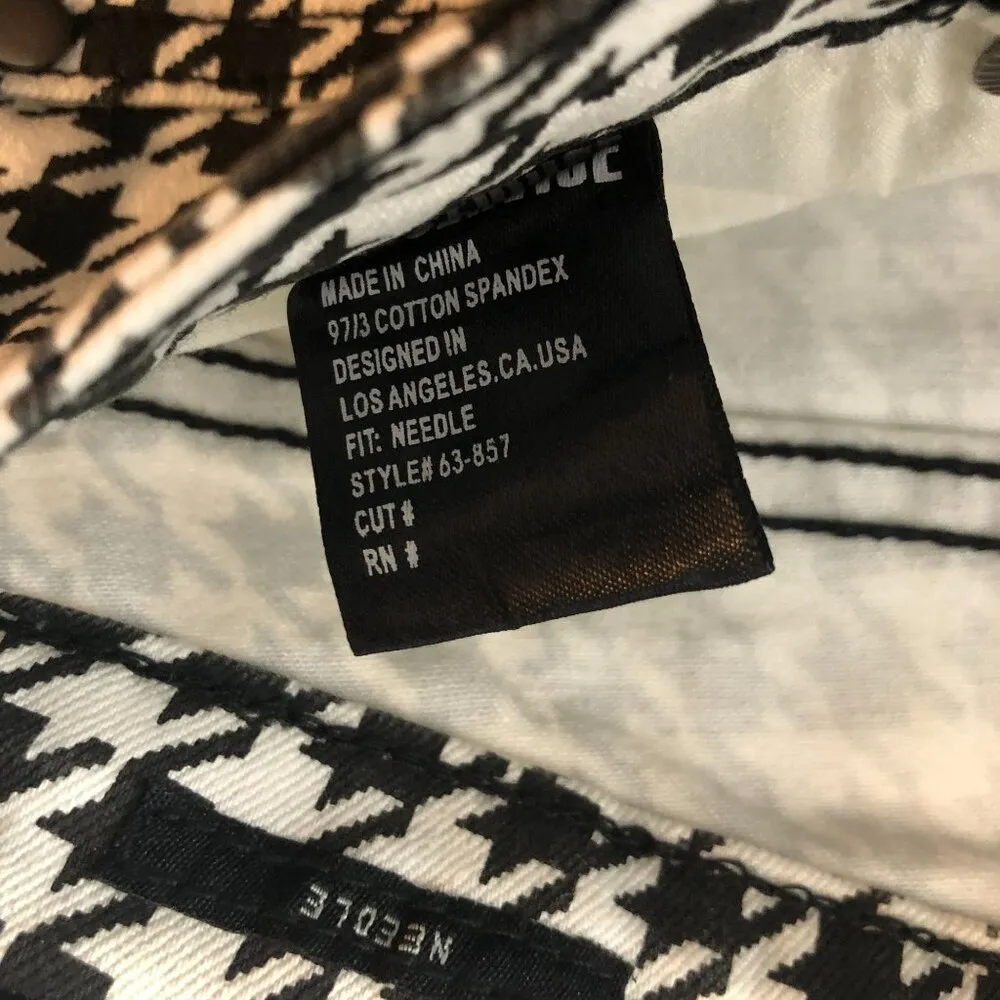 MADE IN CHINA
97/3 COTTON SPANDEX
DESIGNED IN
LOS ANGELES.CA.USA
FIT: NEEDLE
STYLE# 63-857
CUT #
RN #
NEEDLE